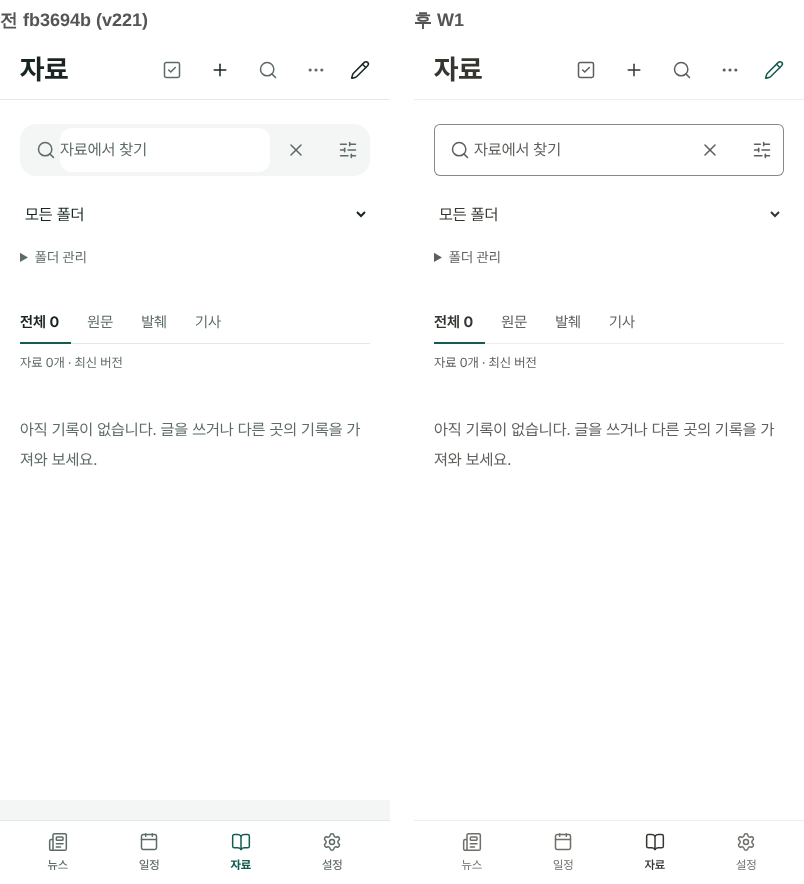 전 fb3694b (v221)
자료
자료에서 찾기
모든 폴더
폴더 관리
전체 0 원문 발췌 기사
자료 0개 · 최신 버전
아직 기록이 없습니다. 글을 쓰거나 다른 곳의 기록을 가
져와 보세요.
뉴스 일정 자료 설정
후 W1
자료
자료에서 찾기
모든 폴더
폴더 관리
전체 0 원문 발췌 기사
자료 0개 · 최신 버전
아직 기록이 없습니다. 글을 쓰거나 다른 곳의 기록을 가
져와 보세요.
뉴스 일정 자료 설정